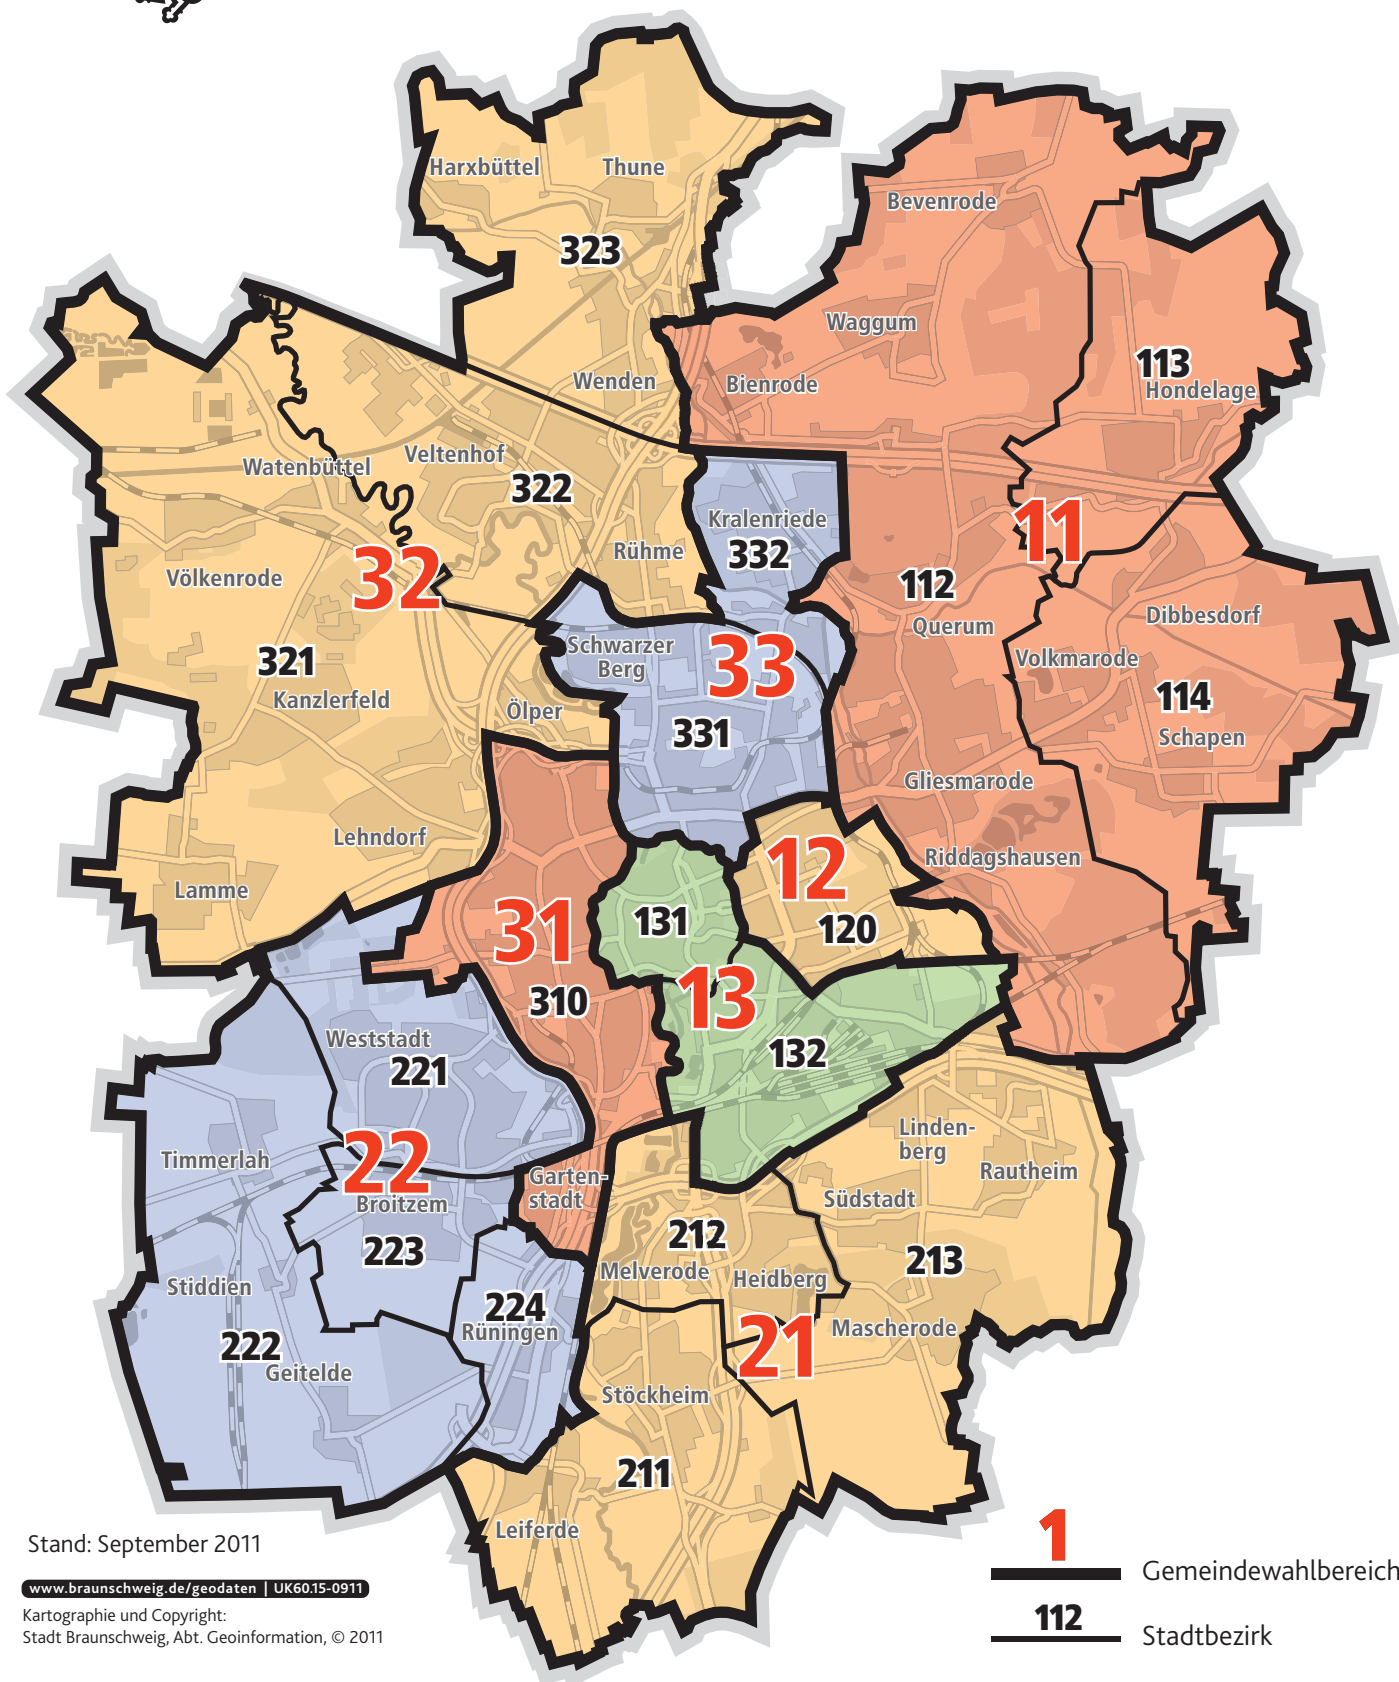 Harxbüttel
Thune
Bevenrode
323
Waggum
113
Wenden
Bienrode
Hondelage
Veltenhof
Watenbüttel
322
Kralenriede
11
Rühme
332
32
Völkenrode
112
Dibbesdorf
Querum
Schwarzer
Berg
33
321
Volkmarode
Kanzlerfeld
114
Ölper
331
Schapen
Gliesmarode
Lehndorf
Riddagshausen
12
Lamme
31
131
120
13
310
Weststadt
132
221
Linden-
berg
Timmerlah
22
Rautheim
Garten-
stadt
Broitzem
Südstadt
212
223
213
Melverode
Heidberg
Stiddien
224
Rüningen
Mascherode
222
21
Geitelde
Stöckheim
211
Leiferde
Stand: September 2011
www.braunschweig.de/geodaten | UK60.15-0911
Kartographie und Copyright:
Stadt Braunschweig, Abt. Geoinformation, © 2011
1
Gemeindewahlbereich
112
Stadtbezirk